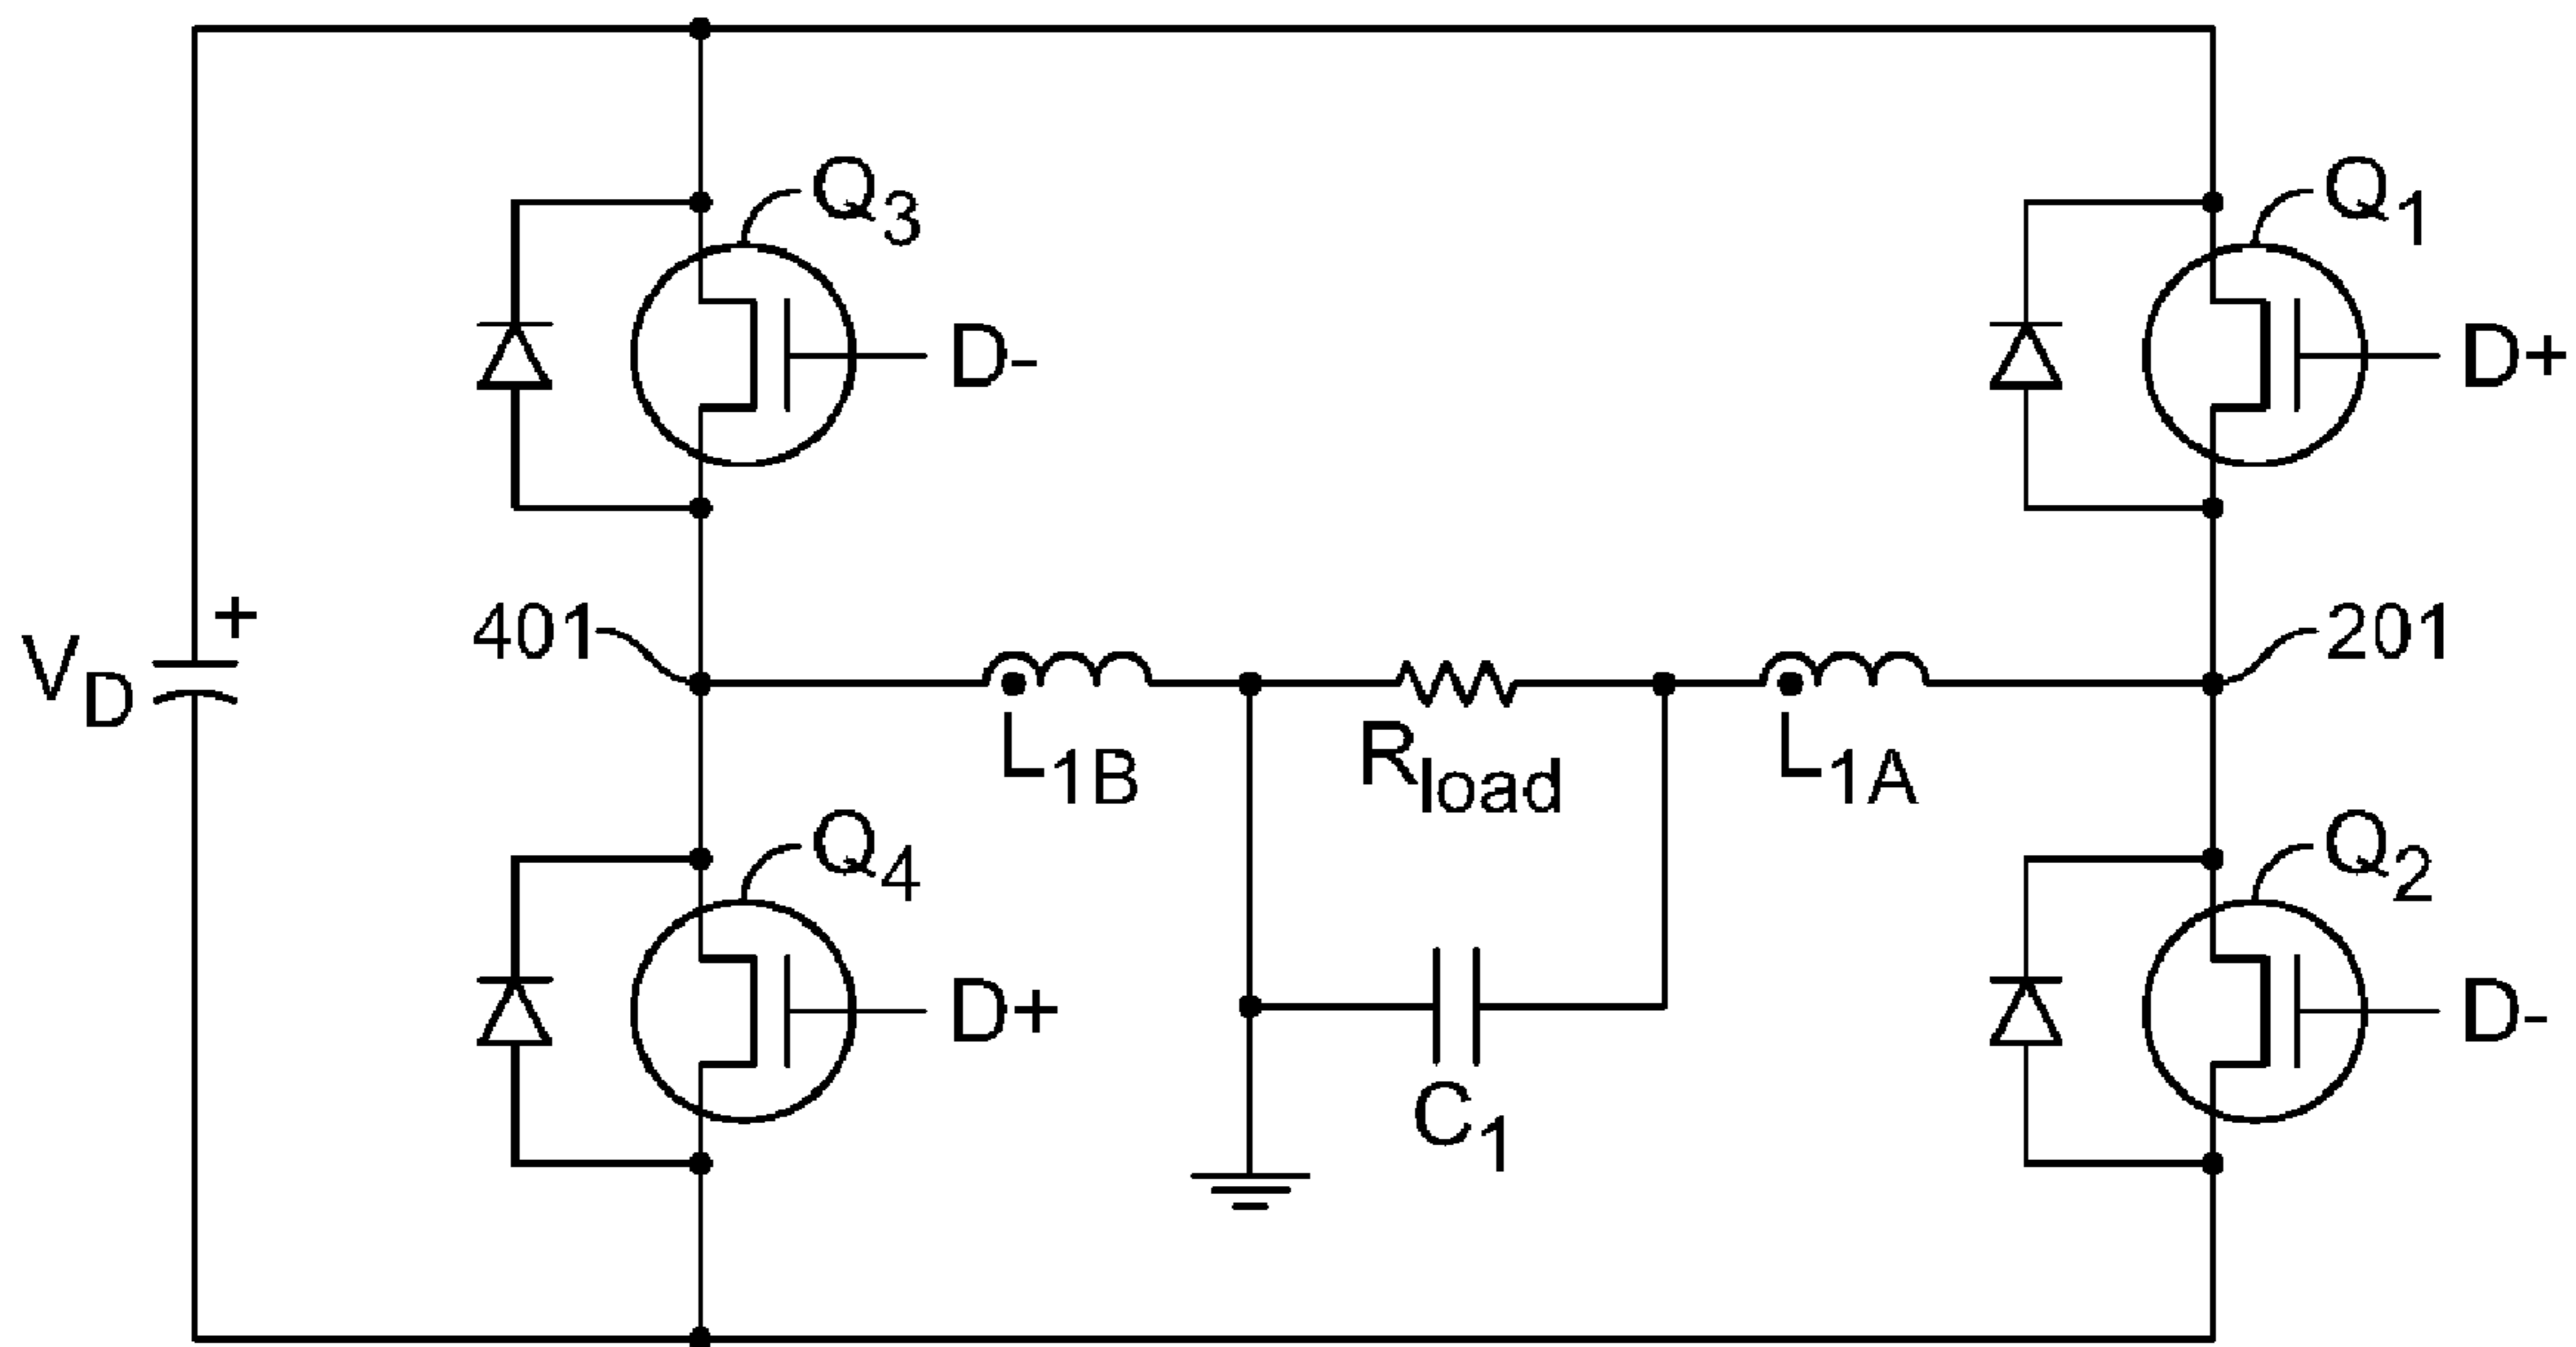 Q3
Q1
D-
D+
+
VD
401
201
L1B
Rload
L1A
Q4
Q2
D+
D-
C1